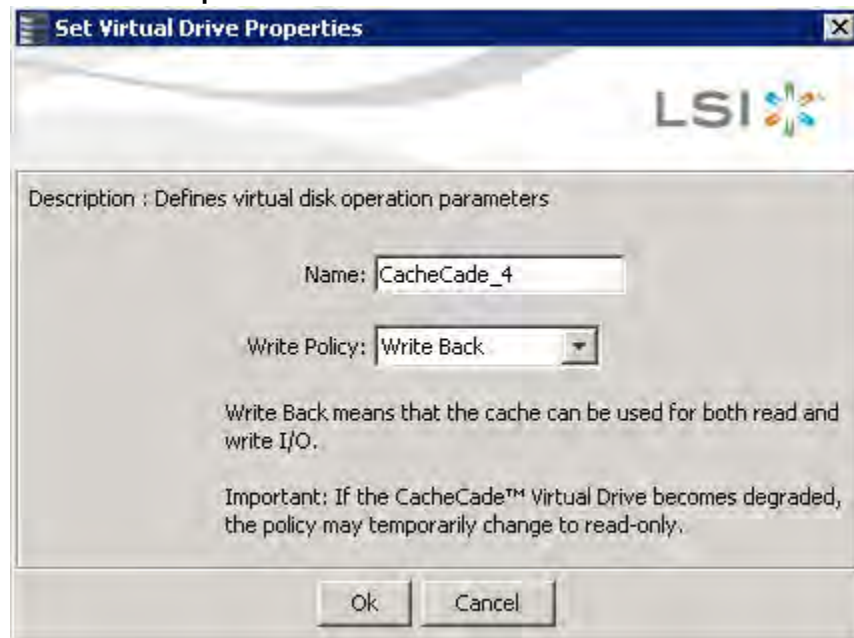 Set Virtual Drive Properties
LSI
Description : Defines virtual disk operation parameters
Name: CacheCade_4
Write Policy: Write Back
Write Back means that the cache can be used for both read and
write I/O.
Important: If the CacheCade™ Virtual Drive becomes degraded,
the policy may temporarily change to read-only.
Ok Cancel